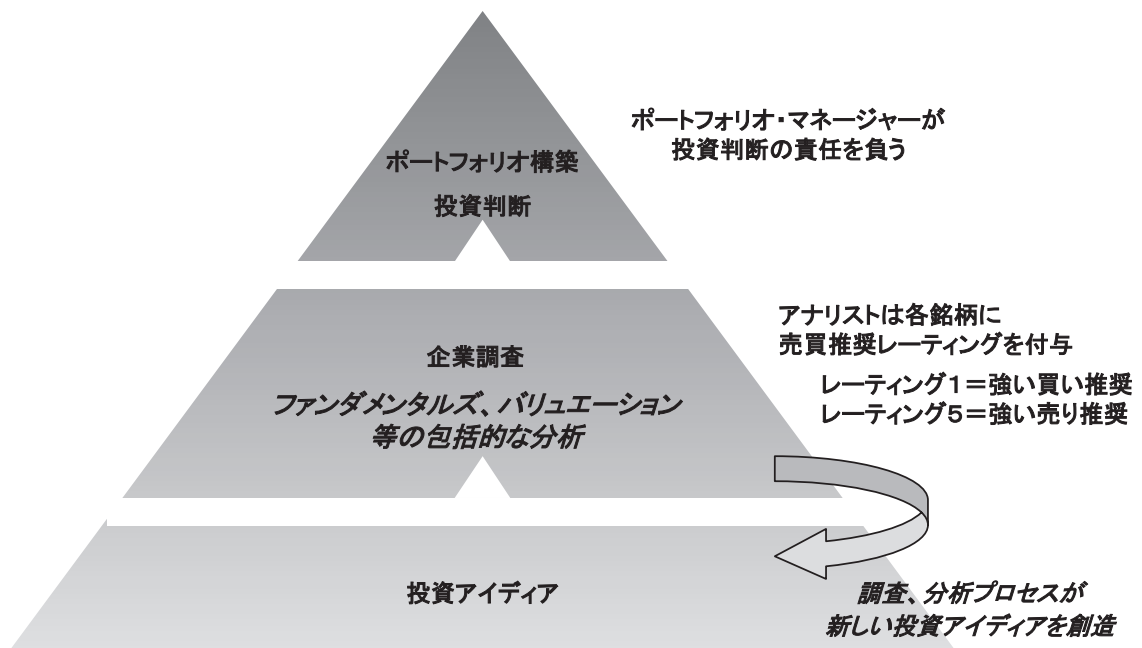 ポートフォリオ・マネージャーが
投資判断の責任を負う
ポートフォリオ構築
投資判断
アナリストは各銘柄に
売買推奨レーティングを付与
レーティング1=強い買い推奨
レーティング5=強い売り推奨
企業調査
ファンダメンタルズ、バリュエーション
等の包括的な分析
投資アイディア
調査、分析プロセスが
新しい投資アイディアを創造